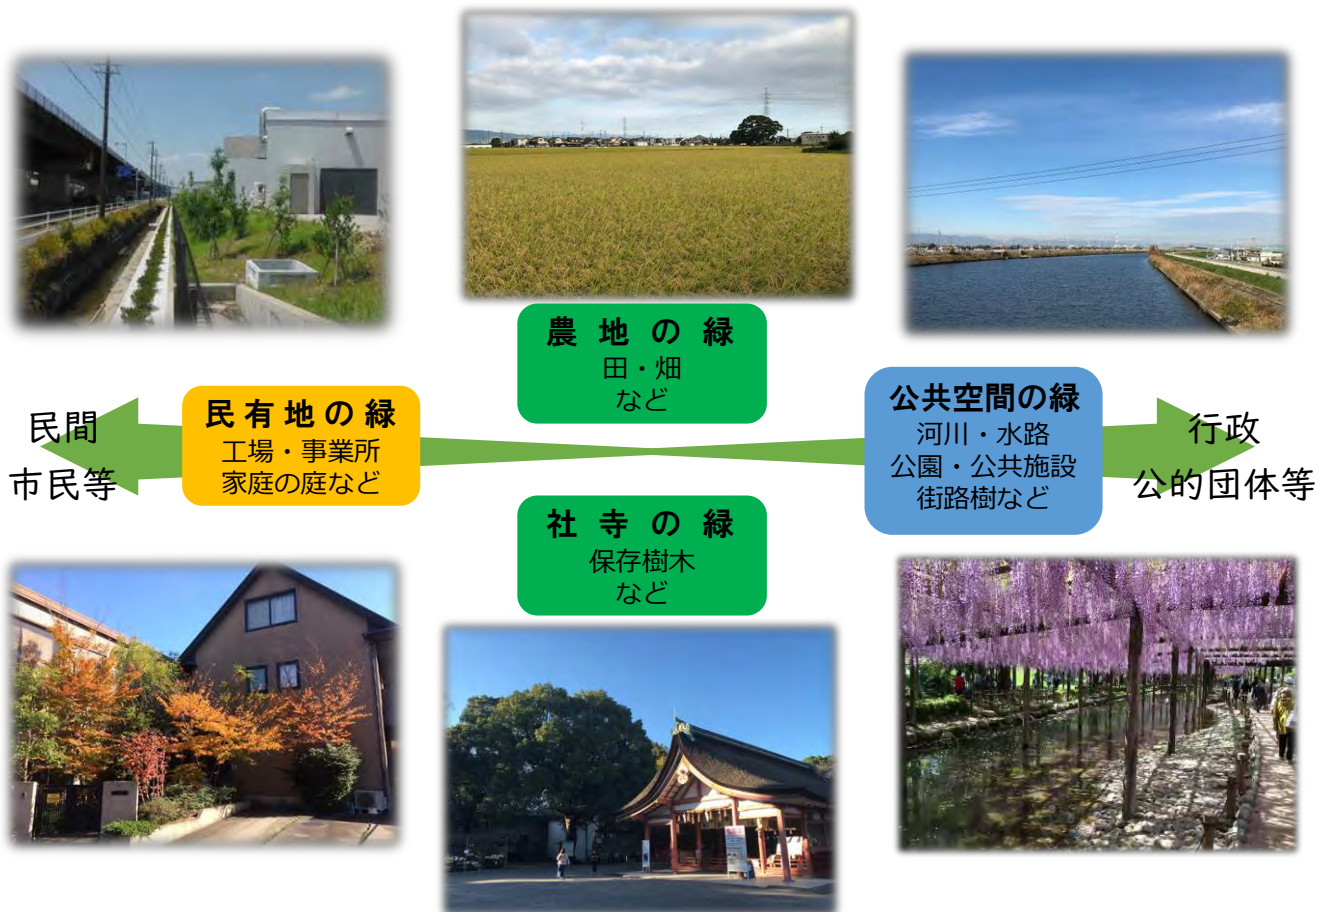 農地の緑
田・畑
など
民間
市民等
民有地の緑
工場・事業所
家庭の庭など
公共空間の緑
河川・水路
公園・公共施設
街路樹など
行政
公的団体等
社寺の緑
保存樹木
など